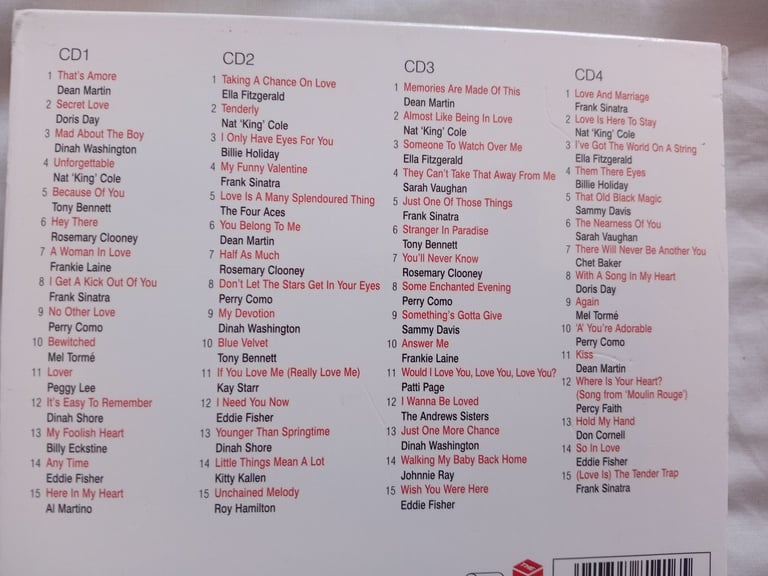 CD1
1 That's Amore
Dean Martin
2 Secret Love
Doris Day
3 Mad About The Boy
Dinah Washington
4 Unforgettable
Nat 'King' Cole
5 Because Of You
Tony Bennett
6 Hey There
Rosemary Clooney
7 A Woman In Love
Frankie Laine
8 I Get A Kick Out Of You
Frank Sinatra
9 No Other Love
Perry Como
10 Bewitched
Mel Tormé
11 Lover
Peggy Lee
12 It's Easy To Remember
Dinah Shore
13 My Foolish Heart
Billy Eckstine
14 Any Time
Eddie Fisher
15 Here In My Heart
Al Martino
CD2
1 Taking A Chance On Love
Ella Fitzgerald
2 Tenderly
Nat 'King' Cole
3 I Only Have Eyes For You
Billie Holiday
4 My Funny Valentine
Frank Sinatra
5 Love Is A Many Splendoured Thing
The Four Aces
6 You Belong To Me
Dean Martin
7 Half As Much
Rosemary Clooney
8 Don't Let The Stars Get In Your Eyes
Perry Como
9 My Devotion
Dinah Washington
10 Blue Velvet
Tony Bennett
11 If You Love Me (Really Love Me)
Kay Starr
12 I Need You Now
Eddie Fisher
13 Younger Than Springtime
Dinah Shore
14 Little Things Mean A Lot
Kitty Kallen
15 Unchained Melody
Roy Hamilton
CD3
1 Memories Are Made Of This
Dean Martin
2 Almost Like Being In Love
Nat 'King' Cole
3 Someone To Watch Over Me
Ella Fitzgerald
4 They Can't Take That Away From Me
Sarah Vaughan
5 Just One Of Those Things
Frank Sinatra
6 Stranger In Paradise
Tony Bennett
7 You'll Never Know
Rosemary Clooney
8 Some Enchanted Evening
Perry Como
9 Something's Gotta Give
Sammy Davis
10 Answer Me
Frankie Laine
11 Would I Love You, Love You, Love You?
Patti Page
12 I Wanna Be Loved
The Andrews Sisters
13 Just One More Chance
Dinah Washington
14 Walking My Baby Back Home
Johnnie Ray
15 Wish You Were Here
Eddie Fisher
CD4
1 Love And Marriage
Frank Sinatra
2 Love Is Here To Stay
Nat 'King' Cole
3 I've Got The World On A String
Ella Fitzgerald
4 Them There Eyes
Billie Holiday
5 That Old Black Magic
Sammy Davis
6 The Nearness Of You
Sarah Vaughan
7 There Will Never Be Another You
Chet Baker
8 With A Song In My Heart
Doris Day
9 Again
Mel Tormé
10 'A' You're Adorable
Perry Como
11 Kiss
Dean Martin
12 Where Is Your Heart?
(Song from 'Moulin Rouge')
Percy Faith
13 Hold My Hand
Don Cornell
14 So In Love
Eddie Fisher
15 (Love Is) The Tender Trap
Frank Sinatra
THE